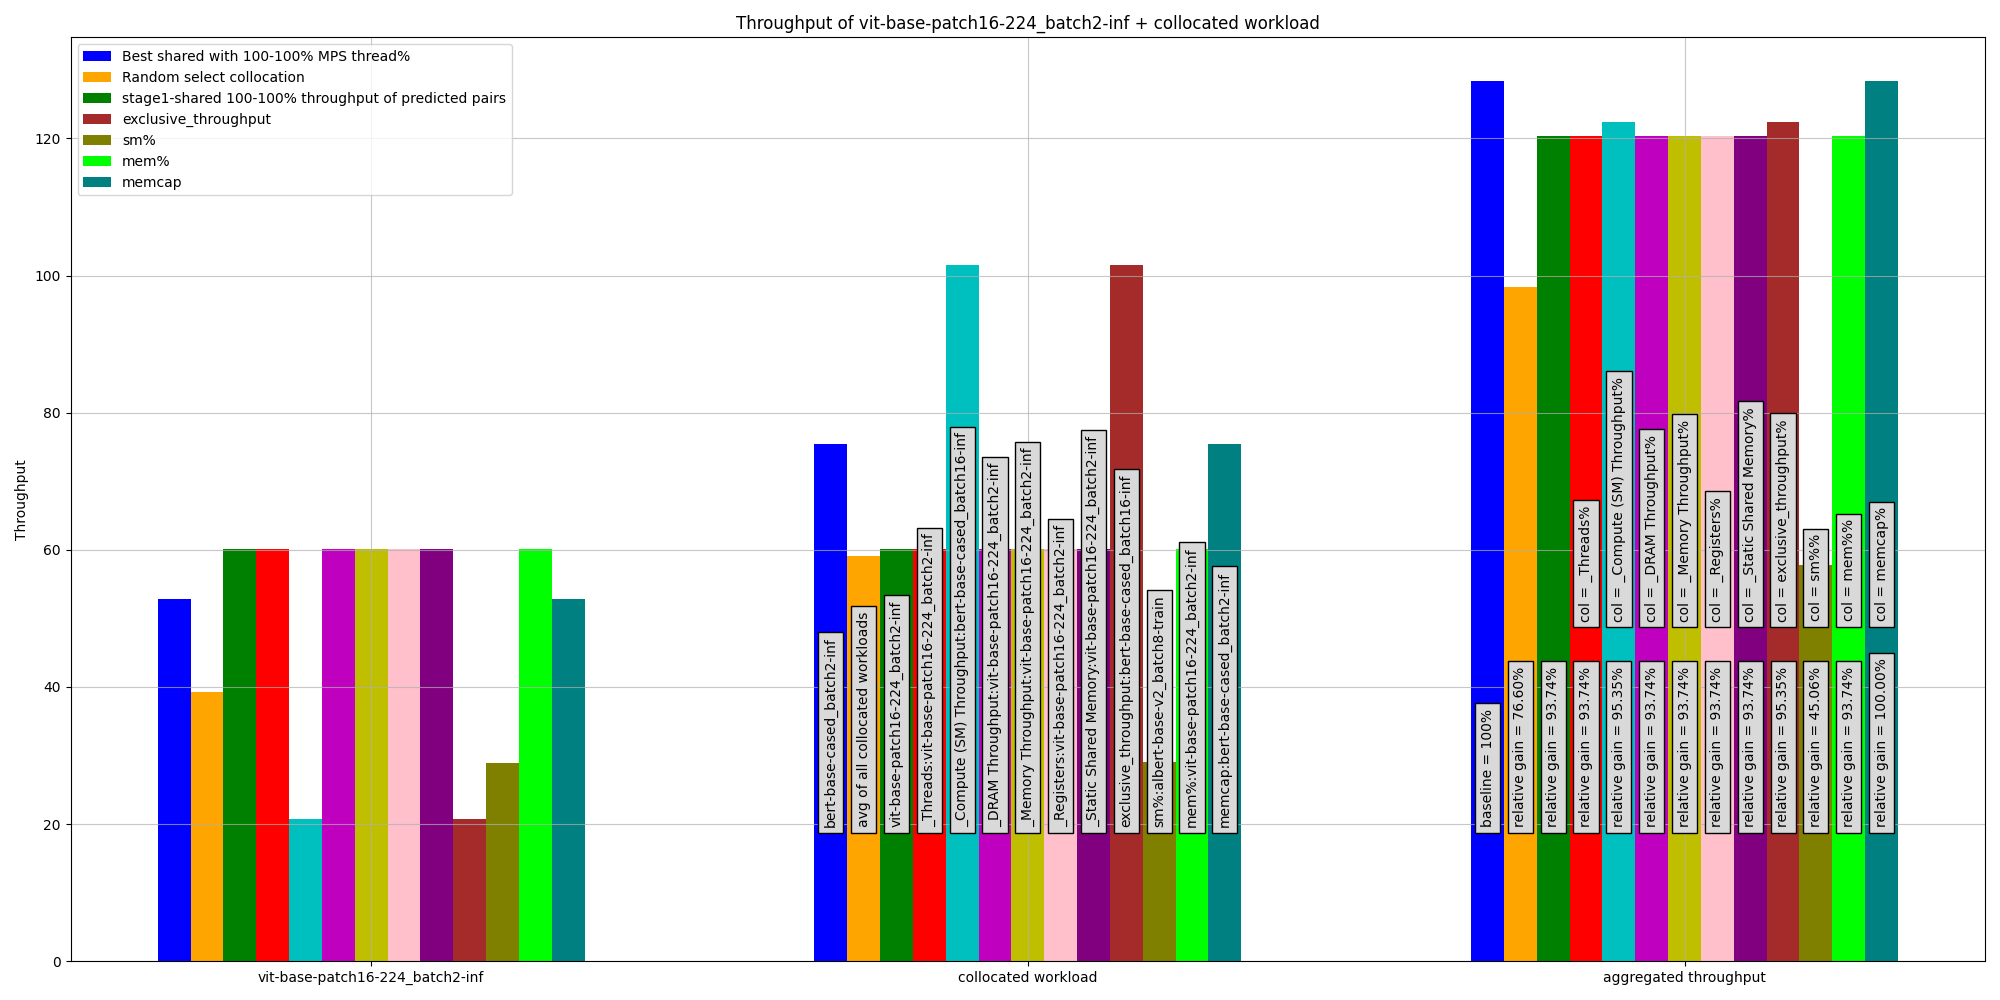 Throughput of vit-base-patch16-224_batch2-inf + collocated workload
Best shared with 100-100% MPS thread%
Random select collocation
stage1-shared 100-100% throughput of predicted pairs
exclusive_throughput
sm%
mem%
memcap
Throughput
120
100
80
60
40
20
0
bert-base-cased_batch2-inf
avg of all collocated workloads
vit-base-patch16-224_batch2-inf
_Threads:vit-base-patch16-224_batch2-inf
_Compute (SM) Throughput:bert-base-cased_batch16-inf
_DRAM Throughput:vit-base-patch16-224_batch2-inf
_Memory Throughput:vit-base-patch16-224_batch2-inf
_Registers:vit-base-patch16-224_batch2-inf
_Static Shared Memory:vit-base-patch16-224_batch2-inf
exclusive_throughput:bert-base-cased_batch16-inf
sm%:albert-base-v2_batch8-train
mem%:vit-base-patch16-224_batch2-inf
memcap:bert-base-cased_batch2-inf
col = _Threads%
col = _Compute (SM) Throughput%
col = _DRAM Throughput%
col = _Memory Throughput%
col = _Registers%
col = _Static Shared Memory%
col = exclusive_throughput%
col = sm%%
col = mem%%
col = memcap%
baseline = 100%
relative gain = 76.60%
relative gain = 93.74%
relative gain = 93.74%
relative gain = 95.35%
relative gain = 93.74%
relative gain = 93.74%
relative gain = 93.74%
relative gain = 93.74%
relative gain = 95.35%
relative gain = 45.06%
relative gain = 93.74%
relative gain = 100.00%
vit-base-patch16-224_batch2-inf
collocated workload
aggregated throughput